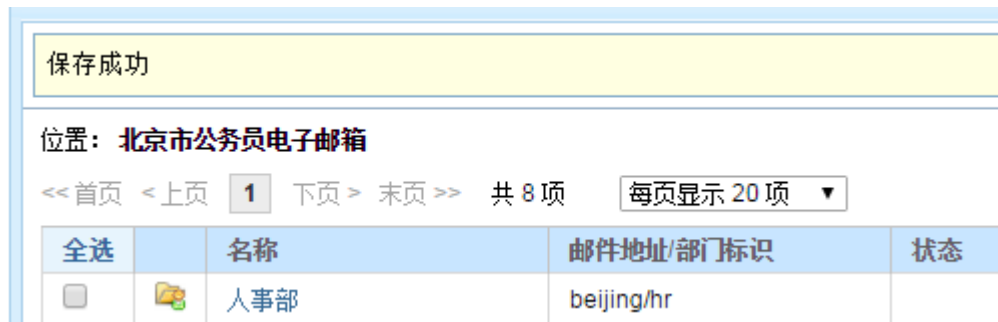 保存成功
位置：北京市公务员电子邮箱
<< 首页 < 上页 1 下页 > 末页 >> 共 8 项 每页显示 20 项 ▼
全选 名称 邮件地址/部门标识 状态
人事部 beijing/hr